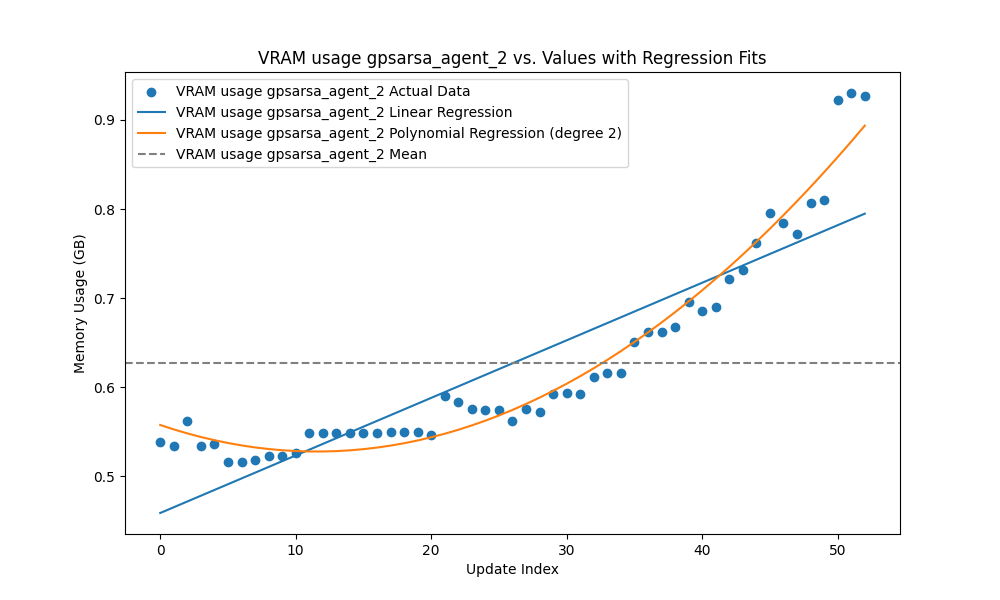 VRAM usage gpsarsa_agent_2 vs. Values with Regression Fits
VRAM usage gpsarsa_agent_2 Actual Data
VRAM usage gpsarsa_agent_2 Linear Regression
VRAM usage gpsarsa_agent_2 Polynomial Regression (degree 2)
VRAM usage gpsarsa_agent_2 Mean
0.9
0.8
0.7
0.6
0.5
Memory Usage (GB)
0 10 20 30 40 50
Update Index